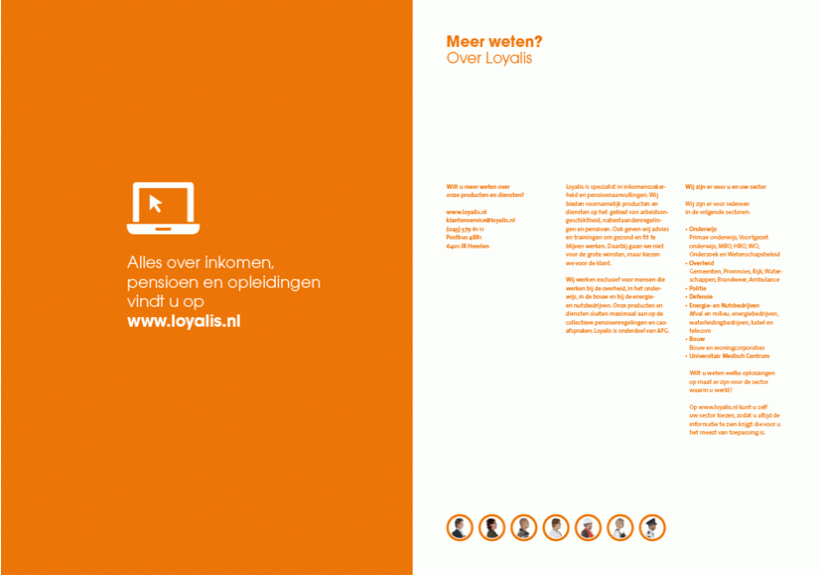 Alles over inkomen,
pensioen en opleidingen
vindt u op
www.loyalis.nl
Meer weten?
Over Loyalis
Wilt u meer weten over
onze producten en diensten?
www.loyalis.nl
klantenservice@loyalis.nl
(045) 579 61 11
Postbus 4881
6401 JR Heerlen
Loyalis is specialist in inkomenszeker-
heid en pensioenaanvullingen. Wij
bieden voornamelijk producten en
diensten op het gebied van arbeidson-
geschiktheid, nabestaandenregelin-
gen en pensioen. Ook geven wij advies
en trainingen om gezond en fit te
blijven werken. Daarbij gaan we niet
voor de grote winsten, maar kiezen
we voor de klant.
Wij werken exclusief voor mensen die
werken bij de overheid, in het onder-
wijs, in de bouw en bij de energie-
en nutsbedrijven. Onze producten en
diensten sluiten maximaal aan op de
collectieve pensioenregelingen en cao-
afspraken. Loyalis is onderdeel van APG.
Wij zijn er voor u en uw sector
Wij zijn er voor iedereen
in de volgende sectoren:
• Onderwijs
Primair onderwijs, Voortgezet
onderwijs, MBO, HBO, WO,
Onderzoek en Wetenschapsbeleid
• Overheid
Gemeenten, Provincies, Rijk, Water-
schappen, Brandweer, Ambulance
• Politie
• Defensie
• Energie- en Nutsbedrijven
Afval en milieu, energiebedrijven,
waterleidingbedrijven, kabel en
telecom
• Bouw
Bouw en woningcorporaties
• Universitair Medisch Centrum
Wilt u weten welke oplossingen
op maat er zijn voor de sector
waarin u werkt?
Op www.loyalis.nl kunt u zelf
uw sector kiezen, zodat u altijd de
informatie te zien krijgt die voor u
het meest van toepassing is.